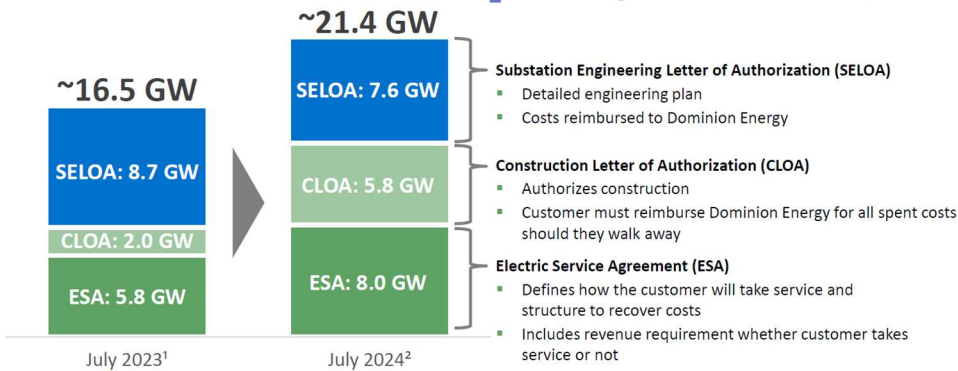 ~16.5 GW
SELOA: 8.7 GW
CLOA: 2.0 GW
ESA: 5.8 GW
July 2023¹
~21.4 GW
SELOA: 7.6 GW
CLOA: 5.8 GW
ESA: 8.0 GW
July 2024²
Substation Engineering Letter of Authorization (SELOA)
▪ Detailed engineering plan
▪ Costs reimbursed to Dominion Energy
Construction Letter of Authorization (CLOA)
▪ Authorizes construction
▪ Customer must reimburse Dominion Energy for all spent costs
should they walk away
Electric Service Agreement (ESA)
▪ Defines how the customer will take service and
structure to recover costs
▪ Includes revenue requirement whether customer takes
service or not